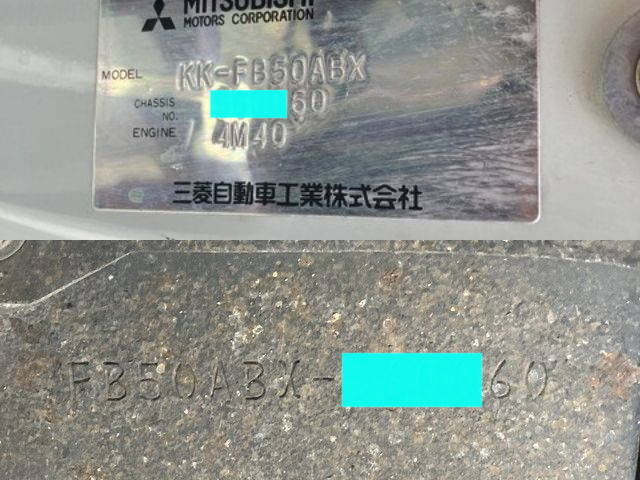 MITSUBISHI
MOTORS CORPORATION
MODEL KK-FB50ABX
CHASSIS NO. 60
ENGINE / 4M40
三菱自動車工業株式会社
FB50ABX- 60